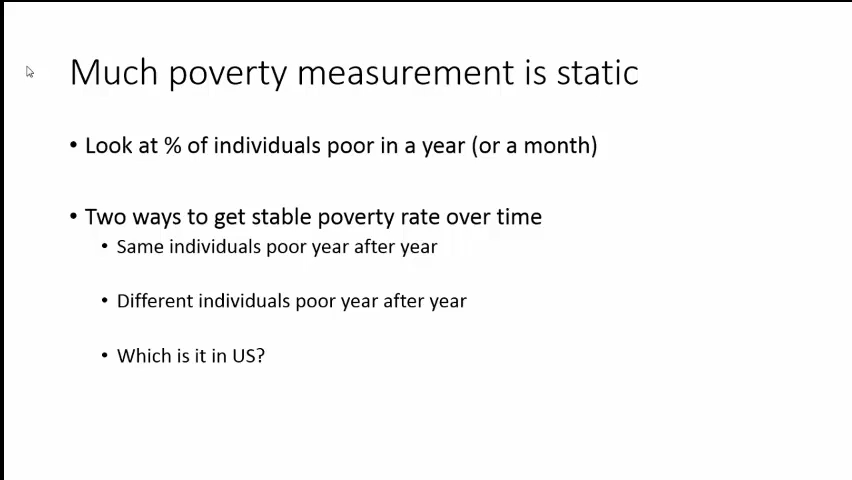 Much poverty measurement is static
• Look at % of individuals poor in a year (or a month)
• Two ways to get stable poverty rate over time
• Same individuals poor year after year
• Different individuals poor year after year
• Which is it in US?